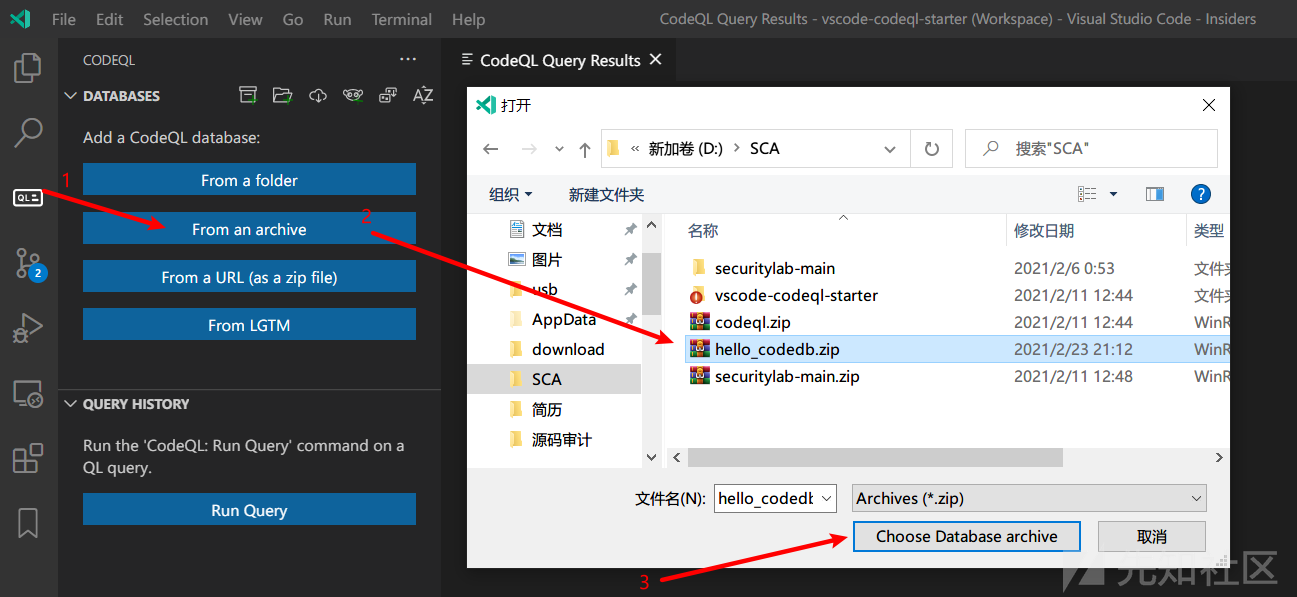 File Edit Selection View Go Run Terminal Help
CodeQL Query Results - vscode-codeql-starter (Workspace) - Visual Studio Code - Insiders
CODEQL
DATABASES
Add a CodeQL database:
From a folder
From an archive
From a URL (as a zip file)
From LGTM
QUERY HISTORY
Run the 'CodeQL: Run Query' command on a
QL query.
Run Query
QL
2
1
2
3
CodeQL Query Results
打开
« 新加卷 (D:) SCA
搜索"SCA"
组织 新建文件夹
文档
图片
usb
AppData
download
SCA
简历
源码审计
名称 修改日期 类型
securitylab-main 2021/2/6 0:53 文件夹
vscode-codeql-starter 2021/2/11 12:44 文件夹
codeql.zip 2021/2/11 12:44 WinR
hello_codedb.zip 2021/2/23 21:12 WinR
securitylab-main.zip 2021/2/11 12:48 WinR
文件名(N): hello_codedb Archives (*.zip)
Choose Database archive 取消
先知社区